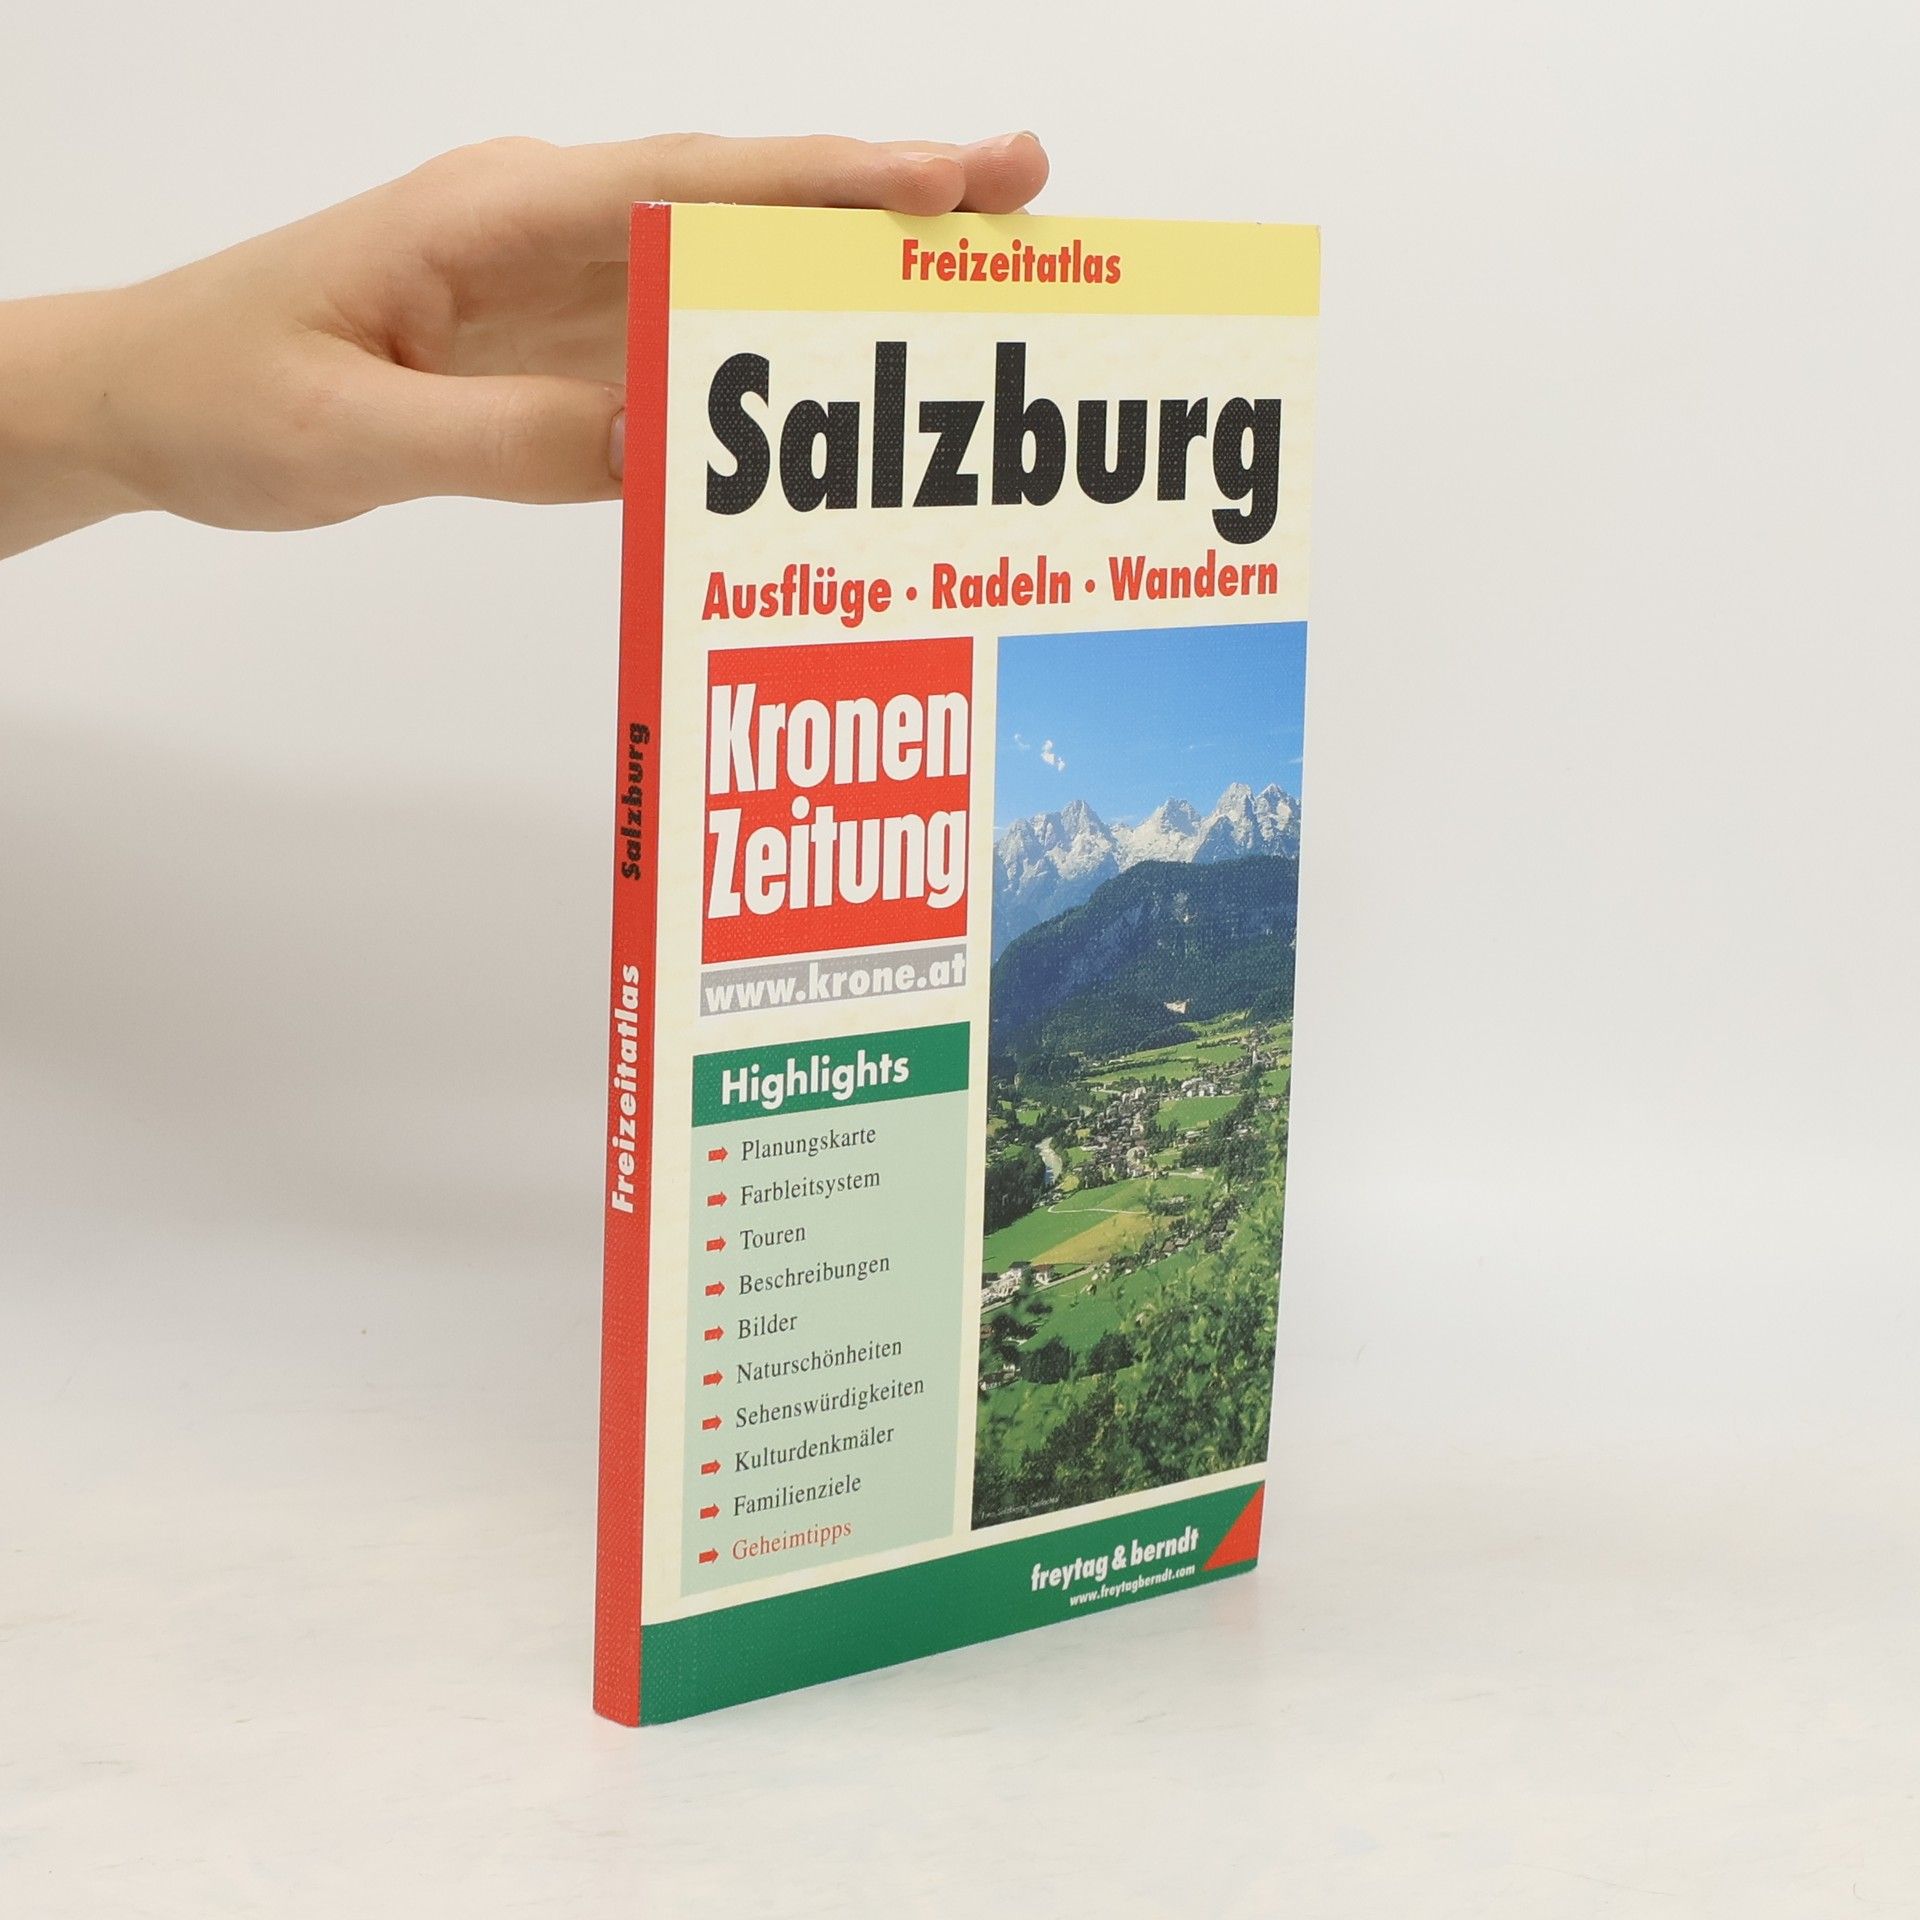 Freizeitatlas
Salzburg
Ausflüge · Radeln · Wandern
Kronen
Zeitung
www.krone.at
Highlights
Planungskarte
Farbleitsystem
Touren
Beschreibungen
Bilder
Naturschönheiten
Sehenswürdigkeiten
Kulturdenkmäler
Familienziele
Geheimtipps
freytag & berndt
www.freytagberndt.com
Freizeitatlas Salzburg